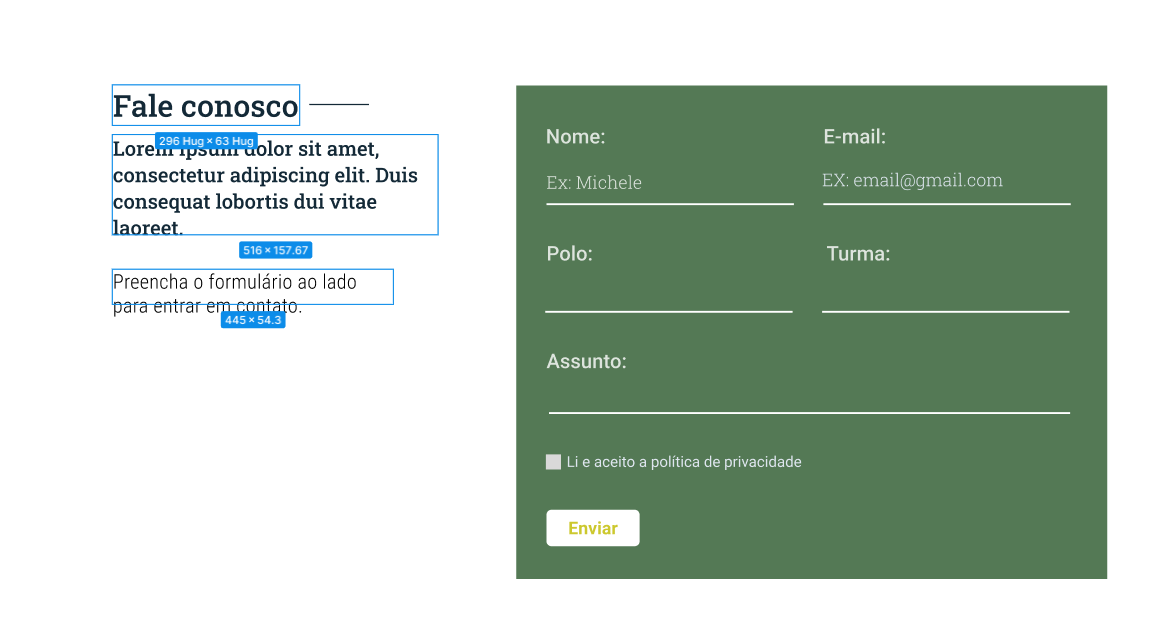 Fale conosco
296 Hug × 63 Hug
Lorem ipsum dolor sit amet,
consectetur adipiscing elit. Duis
consequat lobortis dui vitae
laoreet.
516 × 157.67
Preencha o formulário ao lado
para entrar em contato.
445 × 54.3
Nome:
E-mail:
Ex: Michele
EX: email@gmail.com
Polo:
Turma:
Assunto:
Li e aceito a política de privacidade
Enviar